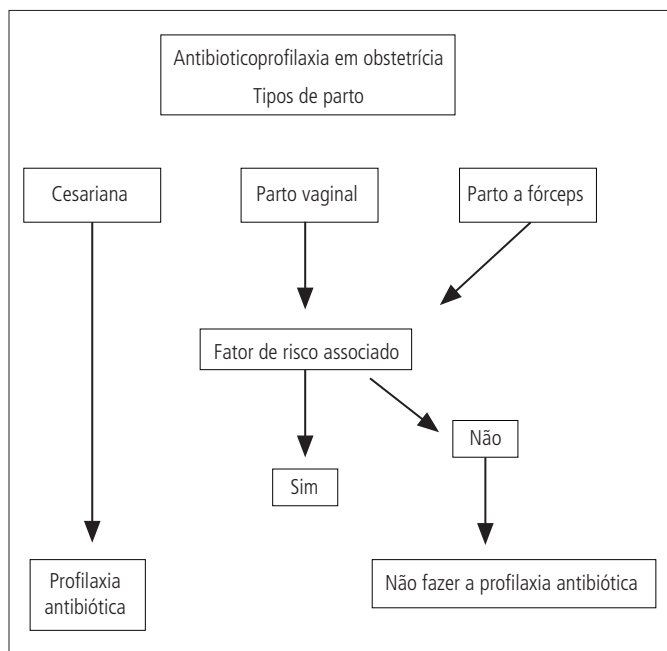 Antibioticoprofilaxia em obstetrícia
Tipos de parto
Cesariana
Parto vaginal
Parto a fórceps
Fator de risco associado
Não
Sim
Profilaxia
antibiótica
Não fazer a profilaxia antibiótica